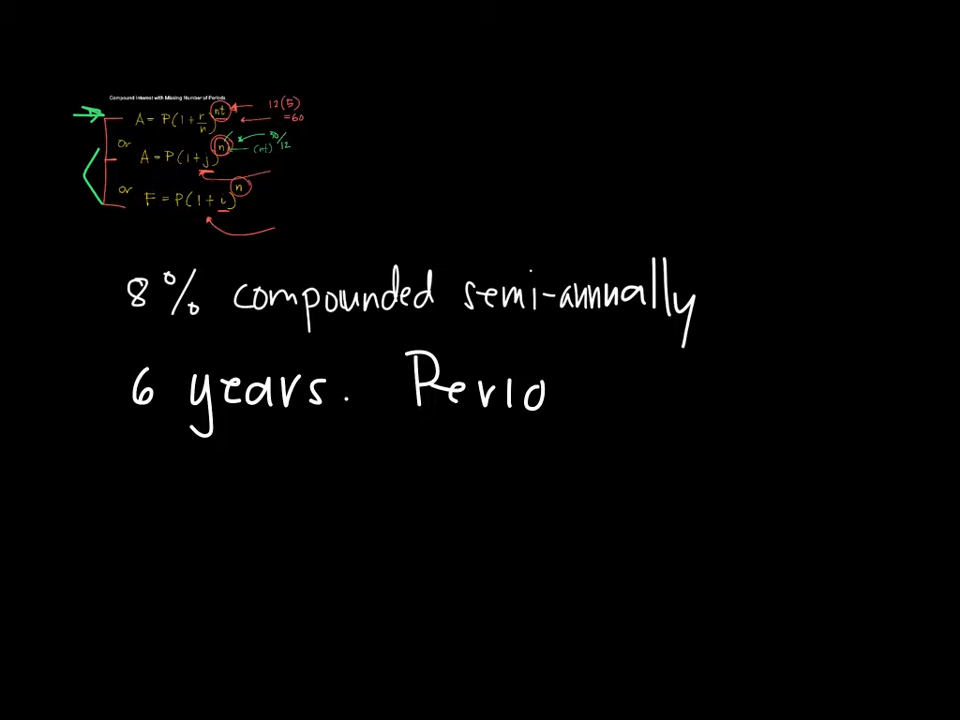 Compound Interest with Missing Number of Periods
A = P(1 + r/n)^nt 12(5)
= 60
or
A = P(1 + j)^n (nt) 30/12
or
F = P(1 + i)^n
8% compounded semi-annually
6 years. Perio